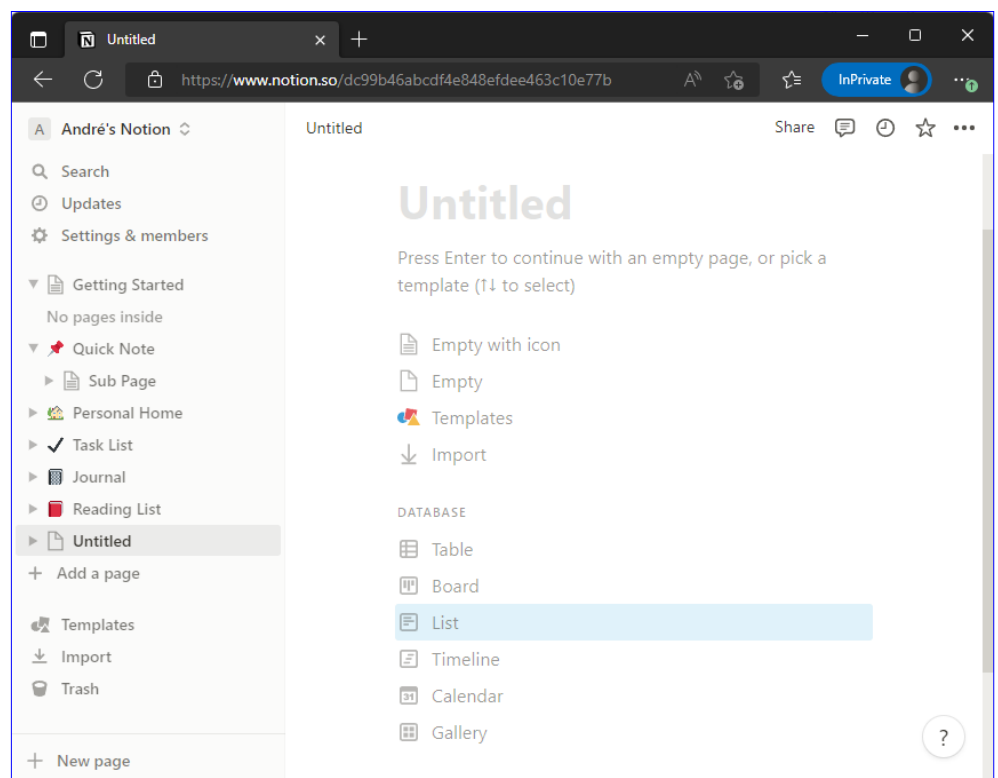 Untitled
https://www.notion.so/dc99b46abcdf4e848efdee463c10e77b
InPrivate
A André's Notion
Untitled
Share
Search
Updates
Settings & members
Getting Started
No pages inside
Quick Note
Sub Page
Personal Home
Task List
Journal
Reading List
Untitled
Add a page
Templates
Import
Trash
New page
Untitled
Press Enter to continue with an empty page, or pick a
template (↑↓ to select)
Empty with icon
Empty
Templates
Import
DATABASE
Table
Board
List
Timeline
31 Calendar
Gallery
?